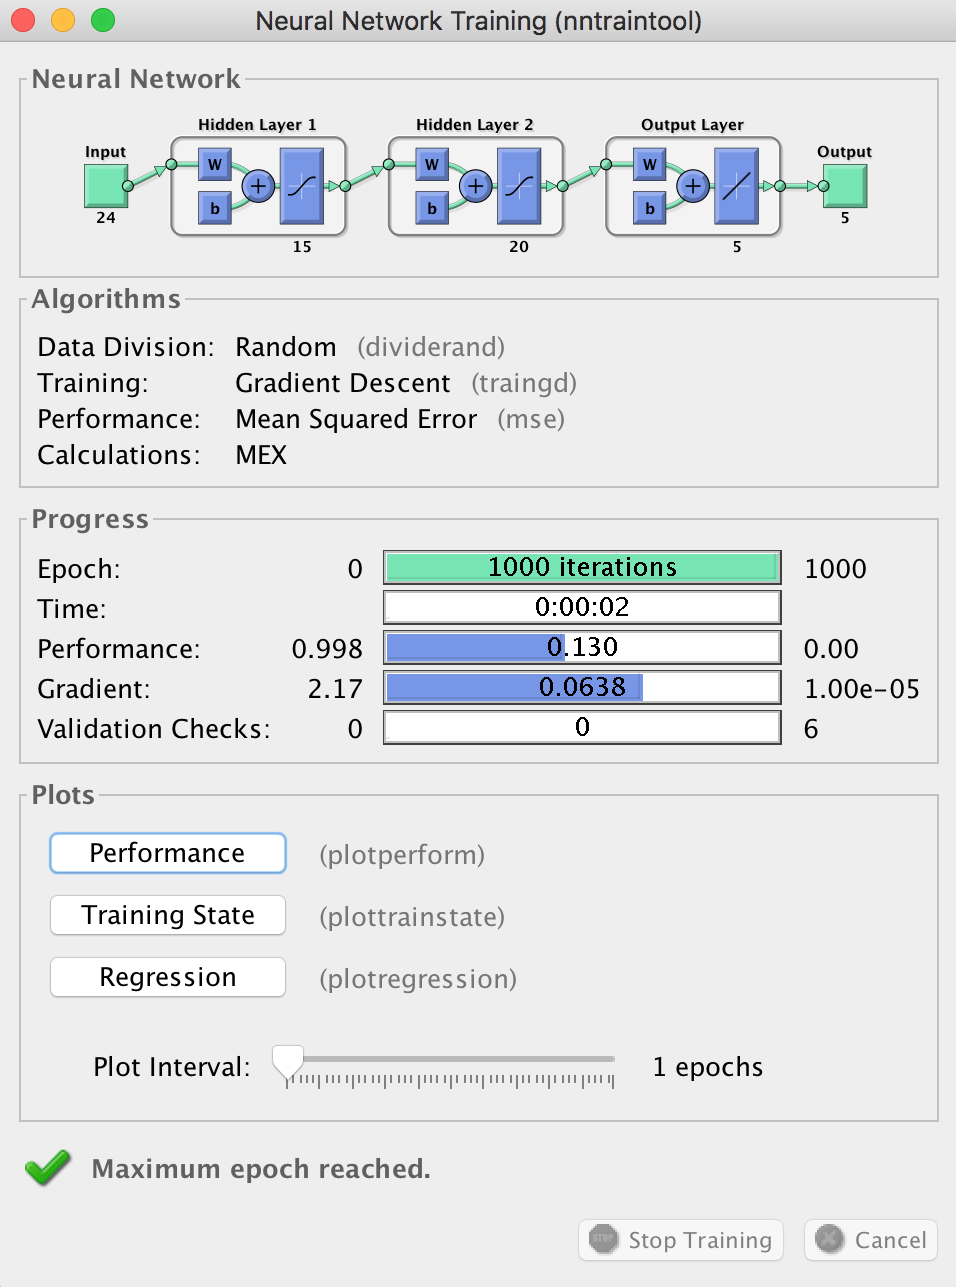 Neural Network Training (nntraintool)
Neural Network
Hidden Layer 1 Hidden Layer 2 Output Layer
Input Output
W W W
b b b
24 5
15 20 5
Algorithms
Data Division: Random (dividerand)
Training: Gradient Descent (traingd)
Performance: Mean Squared Error (mse)
Calculations: MEX
Progress
Epoch: 0 1000 iterations 1000
Time: 0:00:02
Performance: 0.998 0.130 0.00
Gradient: 2.17 0.0638 1.00e-05
Validation Checks: 0 0 6
Plots
Performance (plotperform)
Training State (plottrainstate)
Regression (plotregression)
Plot Interval: 1 epochs
Maximum epoch reached.
STOP Stop Training Cancel